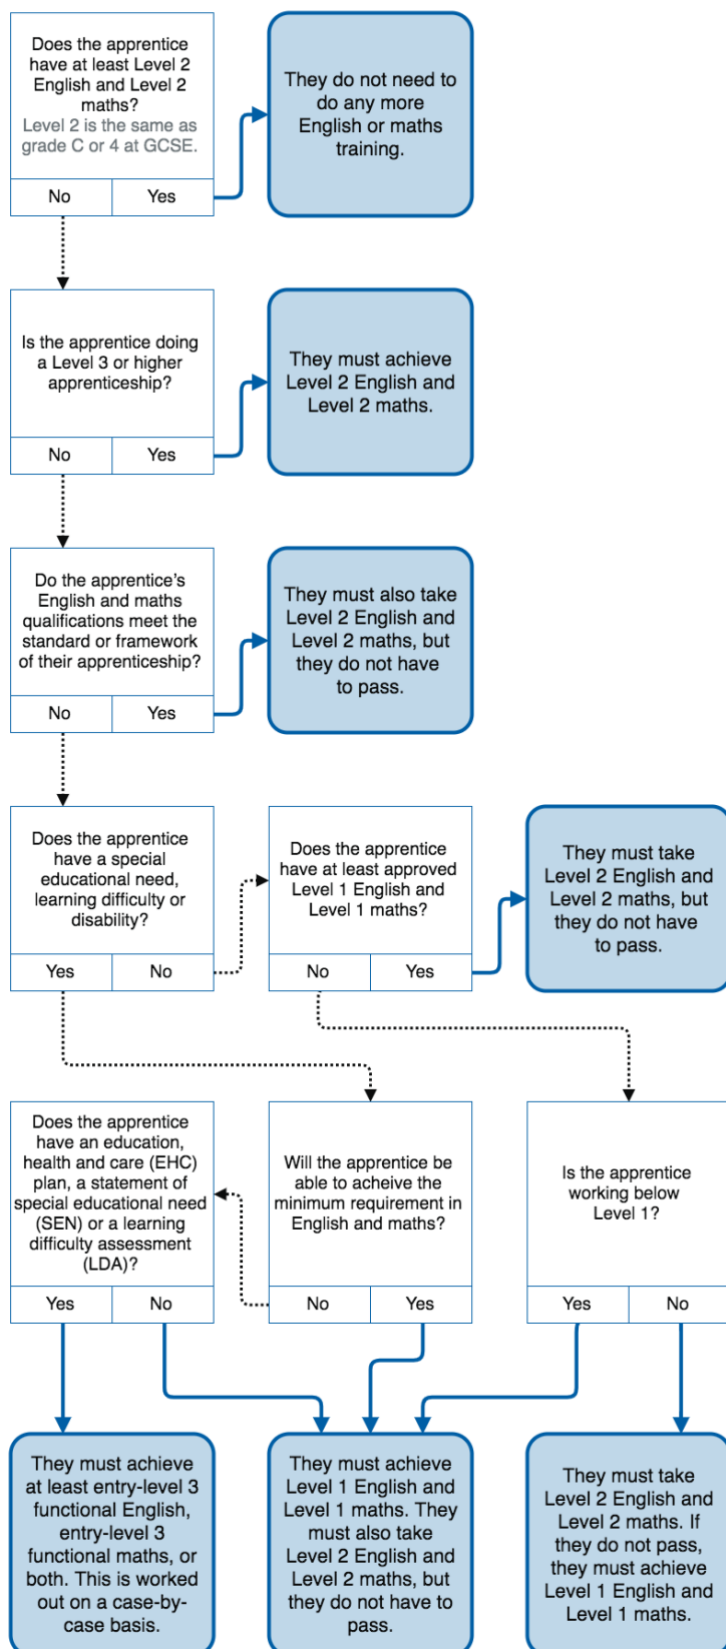 Does the apprentice
have at least Level 2
English and Level 2
maths?
Level 2 is the same as
grade C or 4 at GCSE.
No
Yes
They do not need to
do any more
English or maths
training.
Is the apprentice doing
a Level 3 or higher
apprenticeship?
No
Yes
They must achieve
Level 2 English and
Level 2 maths.
Do the apprentice's
English and maths
qualifications meet the
standard or framework
of their apprenticeship?
No
Yes
They must also take
Level 2 English and
Level 2 maths, but
they do not have
to pass.
Does the apprentice
have a special
educational need,
learning difficulty or
disability?
Yes
No
Does the apprentice
have at least approved
Level 1 English and
Level 1 maths?
No
Yes
They must take
Level 2 English and
Level 2 maths, but
they do not have
to pass.
Does the apprentice
have an education,
health and care (EHC)
plan, a statement of
special educational need
(SEN) or a learning
difficulty assessment
(LDA)?
Yes
No
Will the apprentice be
able to acheive the
minimum requirement in
English and maths?
No
Yes
Is the apprentice
working below
Level 1?
Yes
No
They must achieve
at least entry-level 3
functional English,
entry-level 3
functional maths, or
both. This is worked
out on a case-by-
case basis.
They must achieve
Level 1 English and
Level 1 maths. They
must also take
Level 2 English and
Level 2 maths, but
they do not have to
pass.
They must take
Level 2 English and
Level 2 maths. If
they do not pass,
they must achieve
Level 1 English and
Level 1 maths.